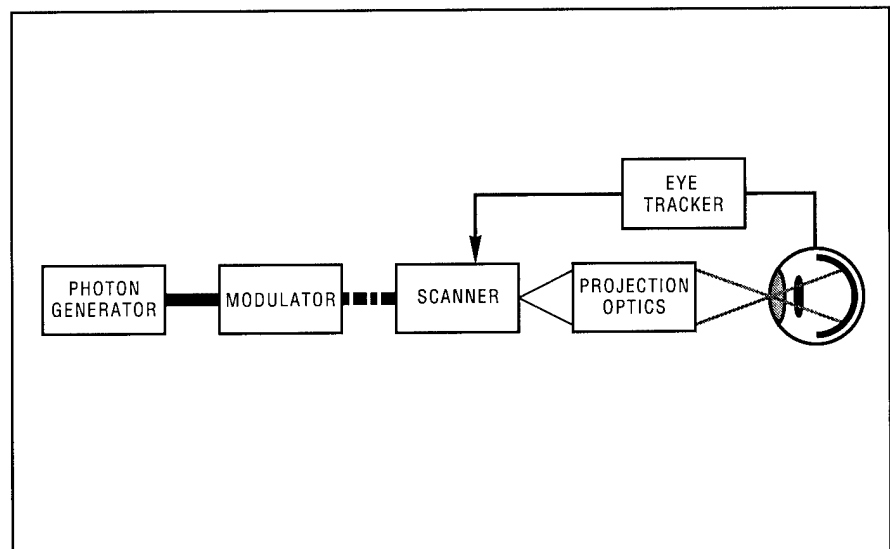 EYE
TRACKER
PHOTON
GENERATOR
MODULATOR
SCANNER
PROJECTION
OPTICS